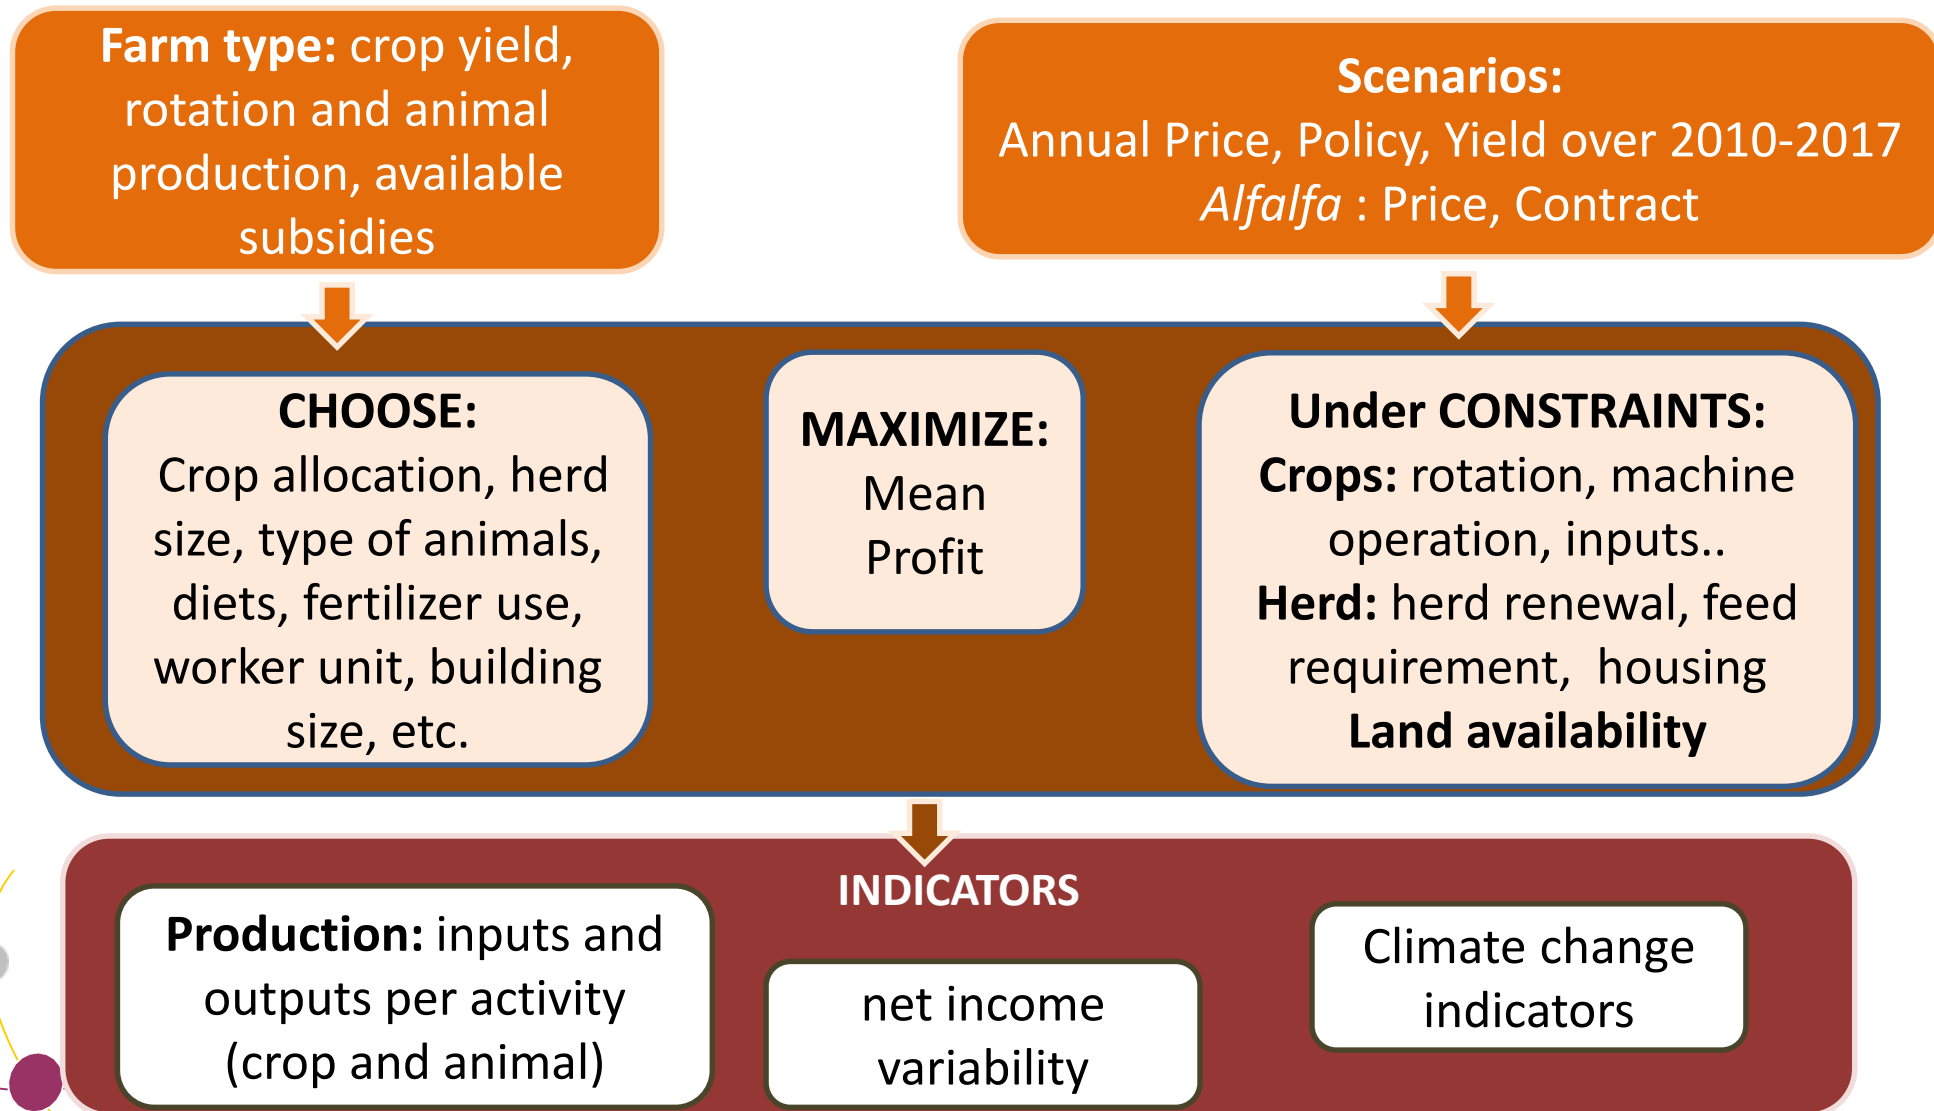 Farm type: crop yield,
rotation and animal
production, available
subsidies
Scenarios:
Annual Price, Policy, Yield over 2010-2017
Alfalfa : Price, Contract
CHOOSE:
Crop allocation, herd
size, type of animals,
diets, fertilizer use,
worker unit, building
size, etc.
MAXIMIZE:
Mean
Profit
Under CONSTRAINTS:
Crops: rotation, machine
operation, inputs..
Herd: herd renewal, feed
requirement, housing
Land availability
INDICATORS
Production: inputs and
outputs per activity
(crop and animal)
net income
variability
Climate change
indicators